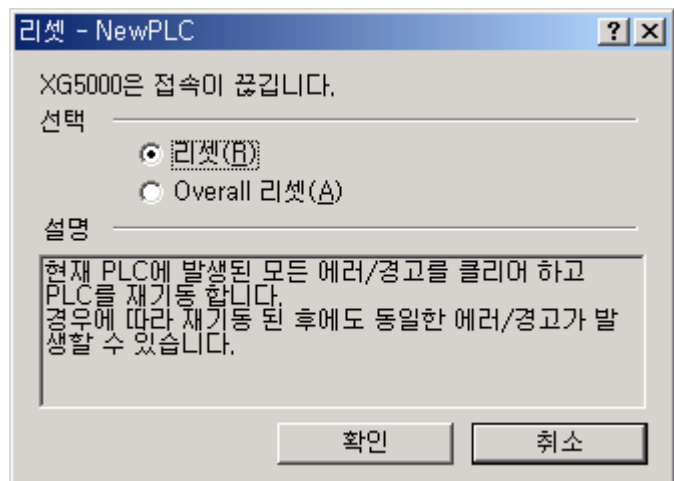 리셋 - NewPLC
XG5000은 접속이 끊깁니다.
선택
리셋(R)
Overall 리셋(A)
설명
현재 PLC에 발생된 모든 에러/경고를 클리어 하고
PLC를 재기동 합니다.
경우에 따라 재기동 된 후에도 동일한 에러/경고가 발
생할 수 있습니다.
확인
취소